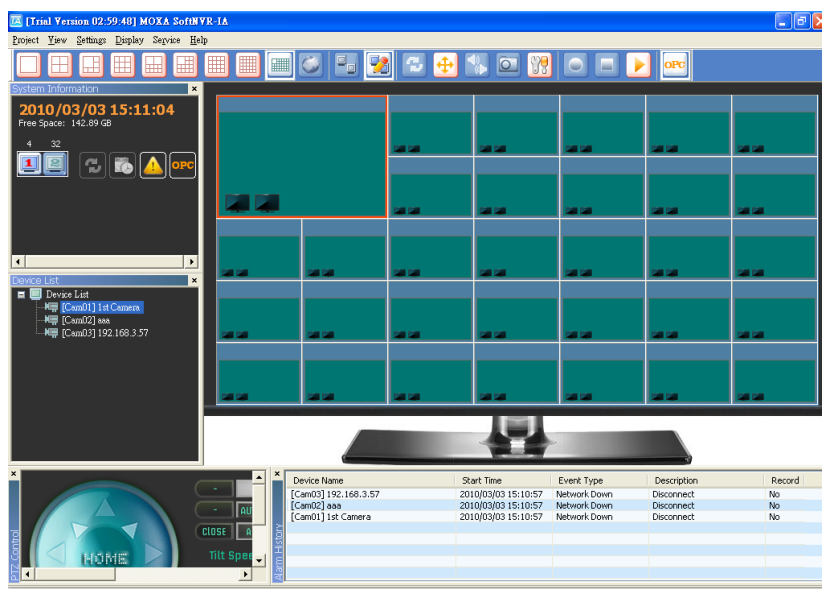 [Trial Version 02:59:48] MOXA SoftNVR-IA
Project View Settings Display Service Help
OPC
System Information
2010/03/03 15:11:04
Free Space: 142.89 GB
4 32
1 2 OPC
Device List
Device List
[Cam01] 1st Camera
[Cam02] aaa
[Cam03] 192.168.3.57
PTZ Control
HOME
CLOSE
Tilt Spee
Alarm History
Device Name Start Time Event Type Description Record
[Cam03] 192.168.3.57 2010/03/03 15:10:57 Network Down Disconnect No
[Cam02] aaa 2010/03/03 15:10:57 Network Down Disconnect No
[Cam01] 1st Camera 2010/03/03 15:10:57 Network Down Disconnect No